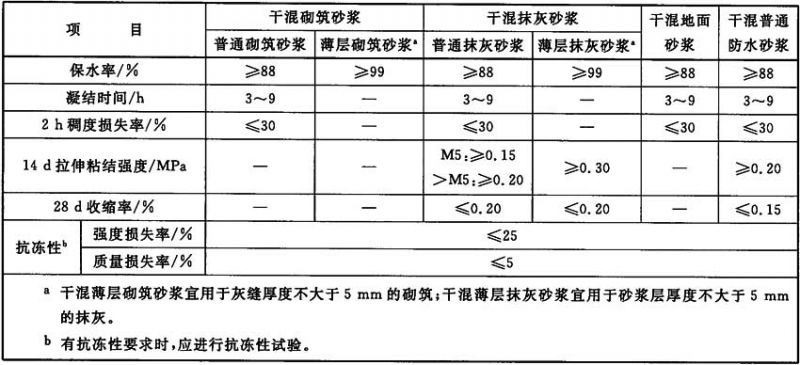 项 目 干混砌筑砂浆 干混抹灰砂浆 干混地面砂浆 干混普通防水砂浆
普通砌筑砂浆 薄层砌筑砂浆a 普通抹灰砂浆 薄层抹灰砂浆a
保水率/% ≥88 ≥99 ≥88 ≥99 ≥88 ≥88
凝结时间/h 3～9 — 3～9 — 3～9 3～9
2 h稠度损失率/% ≤30 — ≤30 — ≤30 ≤30
14 d拉伸粘结强度/MPa — — M5:≥0.15 >M5:≥0.20 ≥0.30 — ≥0.20
28 d收缩率/% — — ≤0.20 ≤0.20 — ≤0.15
抗冻性b 强度损失率/% ≤25
质量损失率/% ≤5
a 干混薄层砌筑砂浆宜用于灰缝厚度不大于5 mm的砌筑;干混薄层抹灰砂浆宜用于砂浆层厚度不大于5 mm
的抹灰。
b 有抗冻性要求时,应进行抗冻性试验。